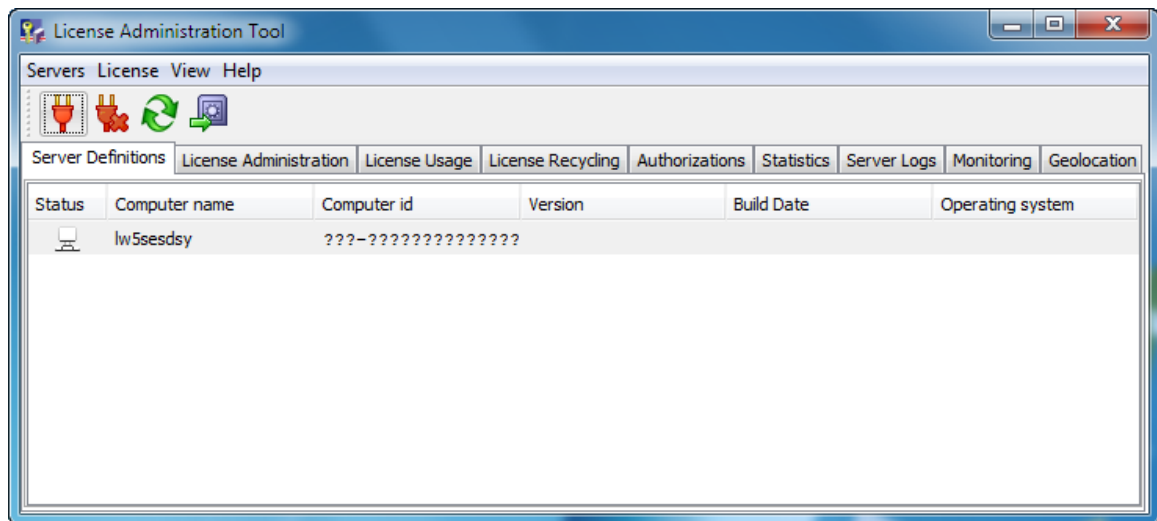 License Administration Tool
Servers License View Help
Server Definitions License Administration License Usage License Recycling Authorizations Statistics Server Logs Monitoring Geolocation
Status Computer name Computer id Version Build Date Operating system
lw5sesdsy ???-??????????????